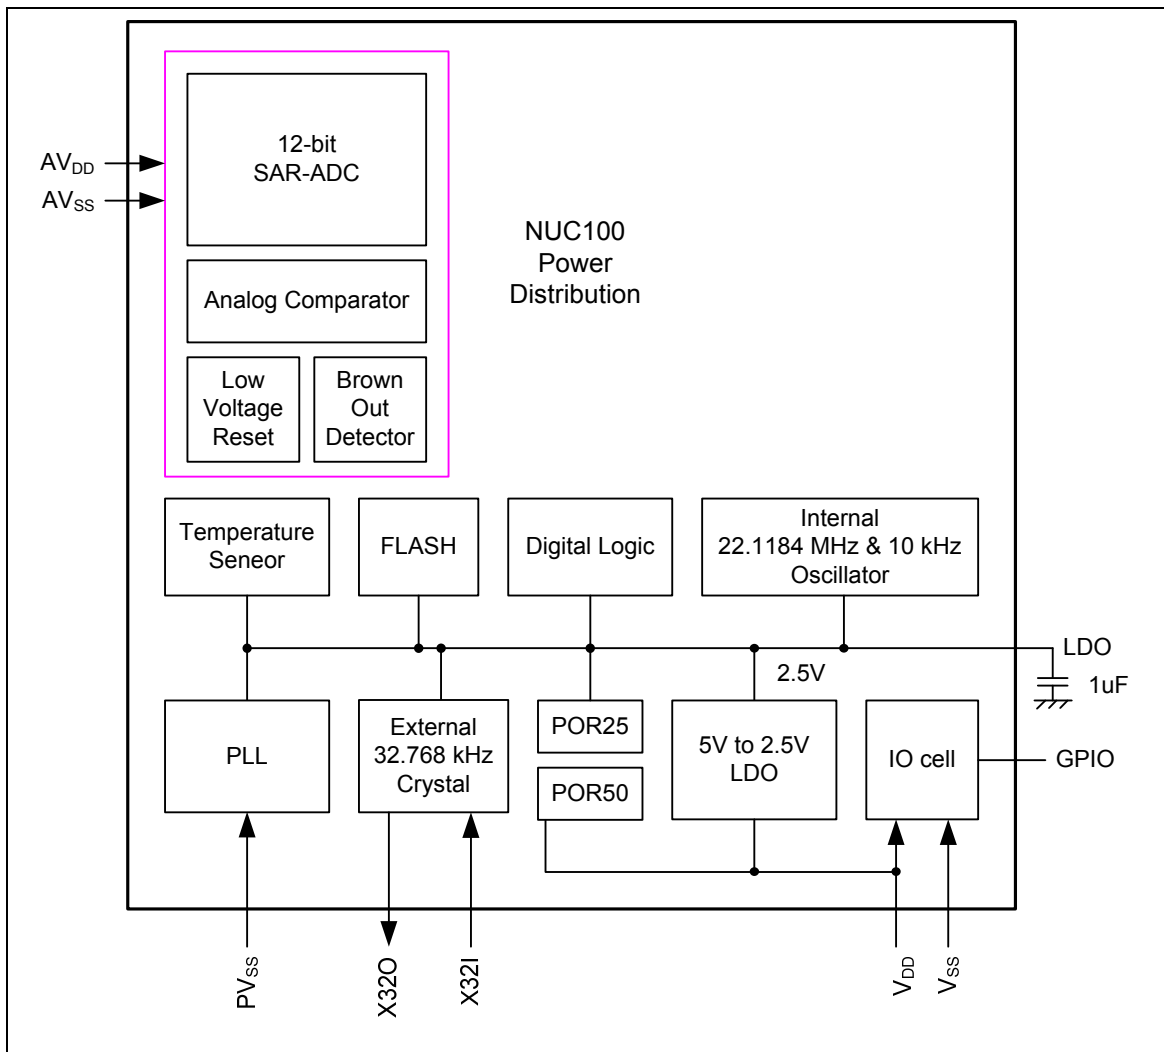 12-bit
SAR-ADC
AVDD
AVSS
NUC100
Power
Distribution
Analog Comparator
Low
Voltage
Reset
Brown
Out
Detector
Temperature
Seneor
FLASH
Digital Logic
Internal
22.1184 MHz & 10 kHz
Oscillator
LDO
2.5V
1uF
PLL
External
32.768 kHz
Crystal
POR25
POR50
5V to 2.5V
LDO
IO cell
GPIO
PVSS
X32O
X32I
VDD
VSS